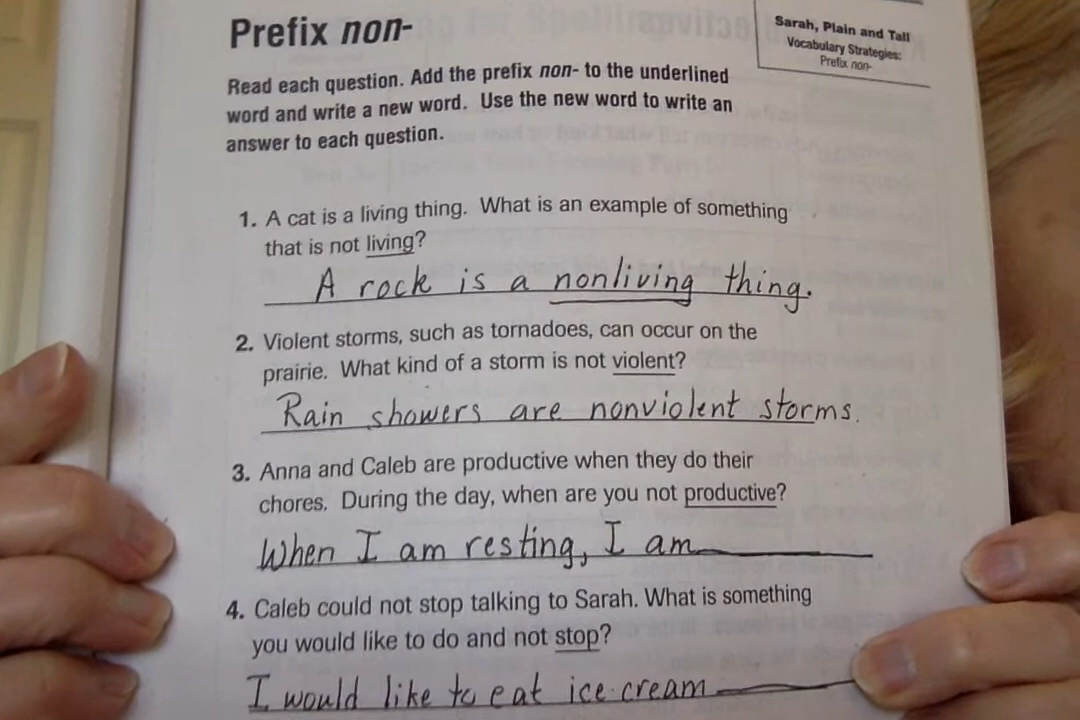 Prefix non-
Sarah, Plain and Tall
Vocabulary Strategies:
Prefix non-
Read each question. Add the prefix non- to the underlined
word and write a new word. Use the new word to write an
answer to each question.
1. A cat is a living thing. What is an example of something
that is not living?
A rock is a nonliving thing.
2. Violent storms, such as tornadoes, can occur on the
prairie. What kind of a storm is not violent?
Rain showers are nonviolent storms.
3. Anna and Caleb are productive when they do their
chores. During the day, when are you not productive?
When I am resting, I am
4. Caleb could not stop talking to Sarah. What is something
you would like to do and not stop?
I would like to eat ice cream